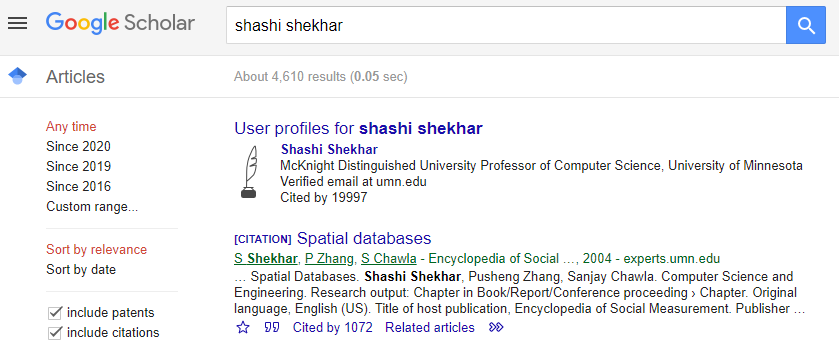 Google Scholar
shashi shekhar
Articles
About 4,610 results (0.05 sec)
Any time
Since 2020
Since 2019
Since 2016
Custom range...
Sort by relevance
Sort by date
include patents
include citations
User profiles for shashi shekhar
Shashi Shekhar
McKnight Distinguished University Professor of Computer Science, University of Minnesota
Verified email at umn.edu
Cited by 19997
[CITATION] Spatial databases
S Shekhar, P Zhang, S Chawla - Encyclopedia of Social ..., 2004 - experts.umn.edu
... Spatial Databases. Shashi Shekhar, Pusheng Zhang, Sanjay Chawla. Computer Science and
Engineering. Research output: Chapter in Book/Report/Conference proceeding › Chapter. Original
language, English (US). Title of host publication, Encyclopedia of Social Measurement. Publisher ...
Cited by 1072 Related articles